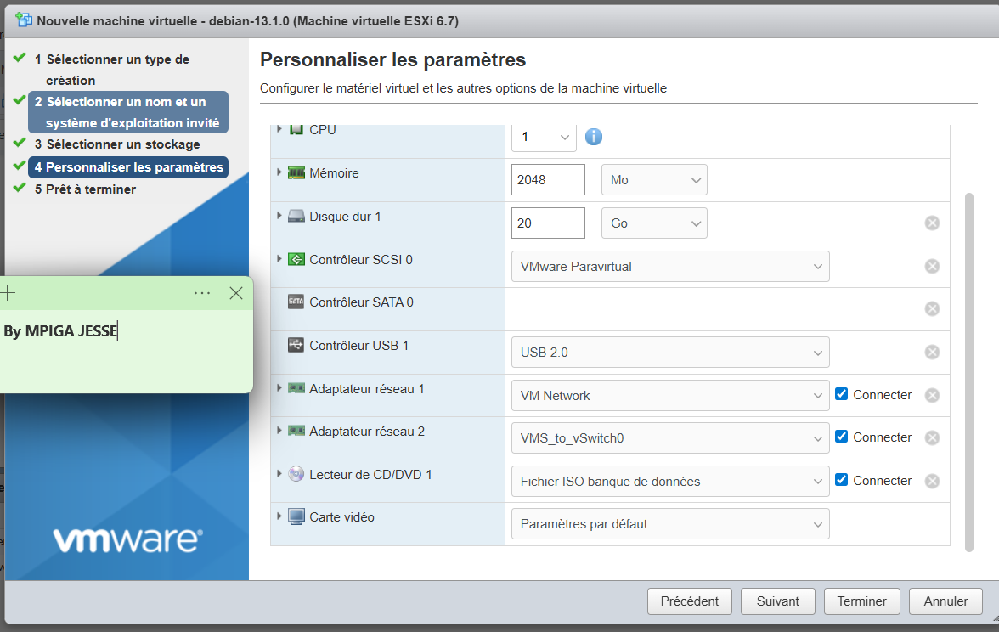 Nouvelle machine virtuelle - debian-13.1.0 (Machine virtuelle ESXi 6.7)
1 Sélectionner un type de
création
2 Sélectionner un nom et un
système d'exploitation invité
3 Sélectionner un stockage
4 Personnaliser les paramètres
5 Prêt à terminer
By MPIGA JESSE
vmware®
Personnaliser les paramètres
Configurer le matériel virtuel et les autres options de la machine virtuelle
CPU 1
Mémoire 2048 Mo
Disque dur 1 20 Go
Contrôleur SCSI 0 VMware Paravirtual
SATA Contrôleur SATA 0
Contrôleur USB 1 USB 2.0
Adaptateur réseau 1 VM Network Connecter
Adaptateur réseau 2 VMS_to_vSwitch0 Connecter
Lecteur de CD/DVD 1 Fichier ISO banque de données Connecter
Carte vidéo Paramètres par défaut
Précédent Suivant Terminer Annuler